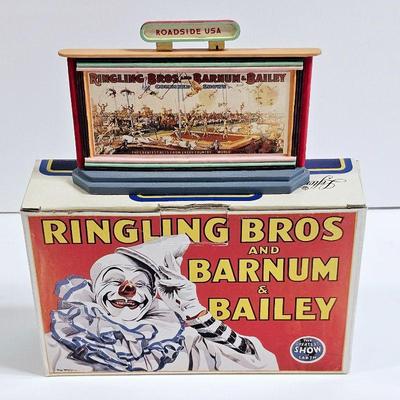 ROADSIDE USA
RINGLING BROS AND BARNUM & BAILEY
COMBINED SHOWS
Lefton
RINGLING BROS
AND
BARNUM
&
BAILEY
THE
GREATEST
SHOW
ON
EARTH